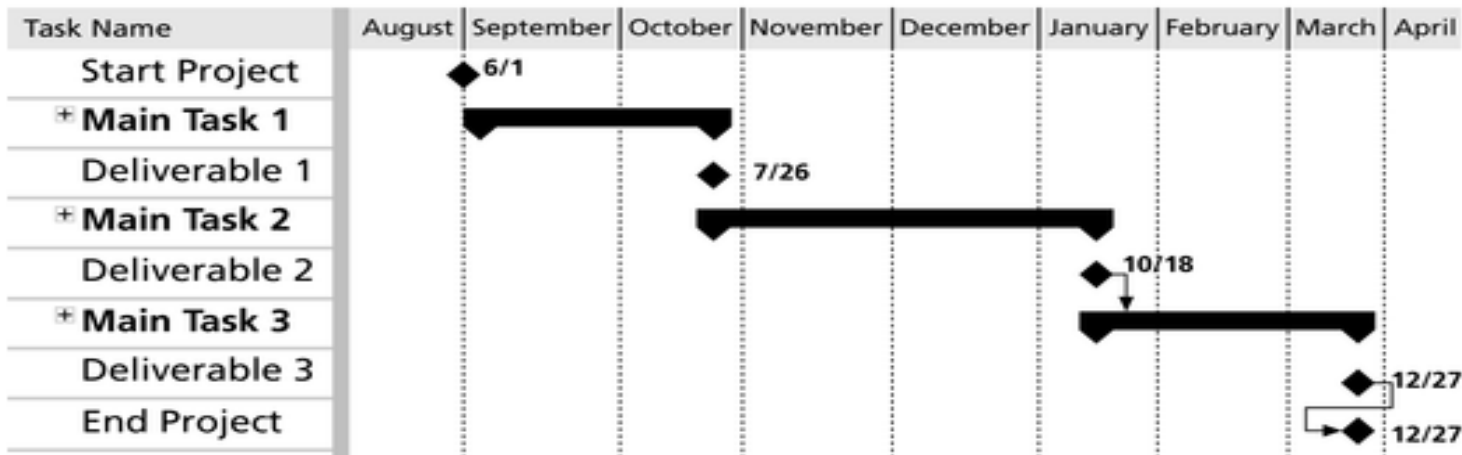 Task Name August September October November December January February March April
Start Project 6/1
+ Main Task 1
Deliverable 1 7/26
+ Main Task 2
Deliverable 2 10/18
+ Main Task 3
Deliverable 3 12/27
End Project 12/27